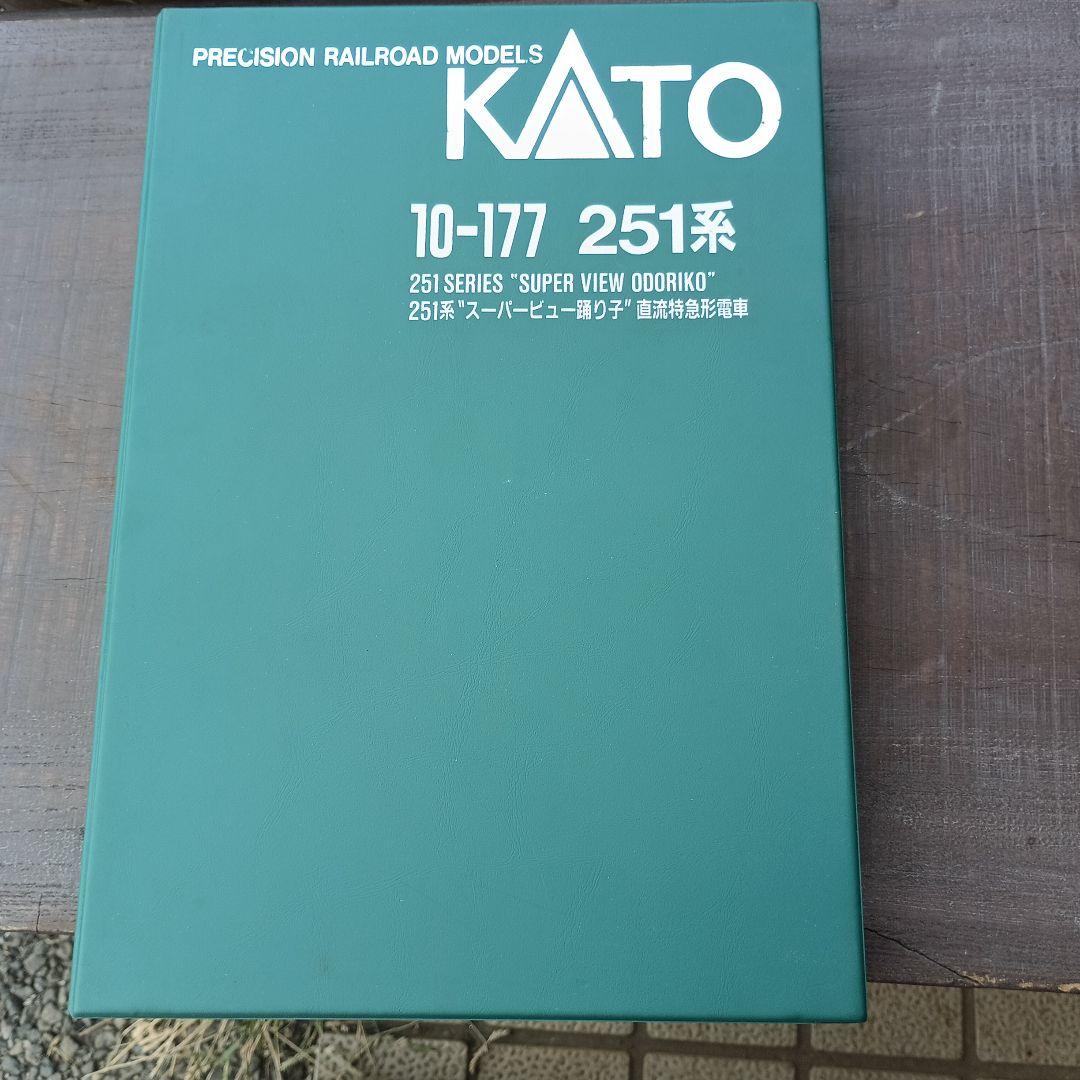 PRECISION RAILROAD MODELS
KATO
10-177 251系
251 SERIES "SUPER VIEW ODORIKO"
251系"スーパービュー踊り子"直流特急形電車